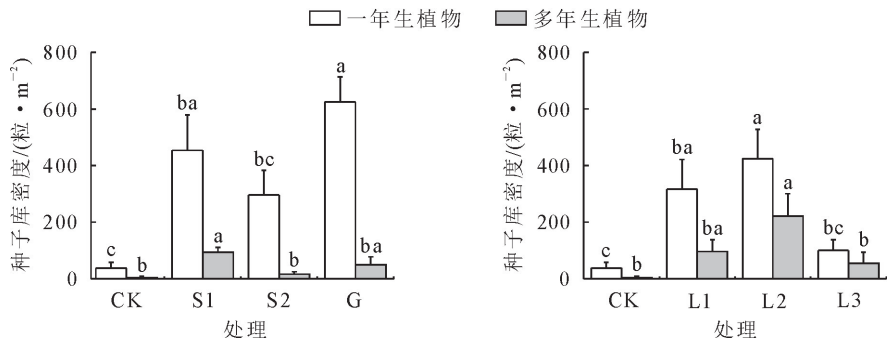 一年生植物 多年生植物
种子库密度/(粒·m⁻²)
800
600
400
200
0
c b ba a bc b a ba
CK S1 S2 G
处理
种子库密度/(粒·m⁻²)
800
600
400
200
0
c b ba ba a a bc b
CK L1 L2 L3
处理